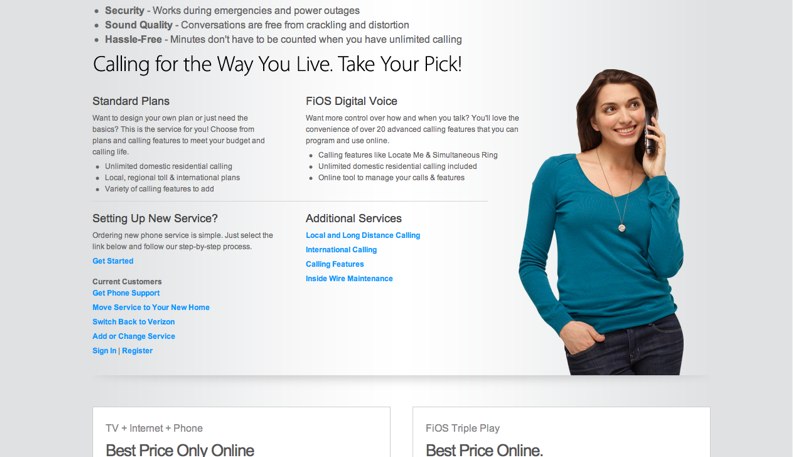 Security - Works during emergencies and power outages
Sound Quality - Conversations are free from crackling and distortion
Hassle-Free - Minutes don't have to be counted when you have unlimited calling
Calling for the Way You Live. Take Your Pick!
Standard Plans
Want to design your own plan or just need the
basics? This is the service for you! Choose from
plans and calling features to meet your budget and
calling life.
Unlimited domestic residential calling
Local, regional toll & international plans
Variety of calling features to add
FiOS Digital Voice
Want more control over how and when you talk? You'll love the
convenience of over 20 advanced calling features that you can
program and use online.
Calling features like Locate Me & Simultaneous Ring
Unlimited domestic residential calling included
Online tool to manage your calls & features
Setting Up New Service?
Ordering new phone service is simple. Just select the
link below and follow our step-by-step process.
Get Started
Current Customers
Get Phone Support
Move Service to Your New Home
Switch Back to Verizon
Add or Change Service
Sign In | Register
Additional Services
Local and Long Distance Calling
International Calling
Calling Features
Inside Wire Maintenance
TV + Internet + Phone
Best Price Only Online
FiOS Triple Play
Best Price Online.